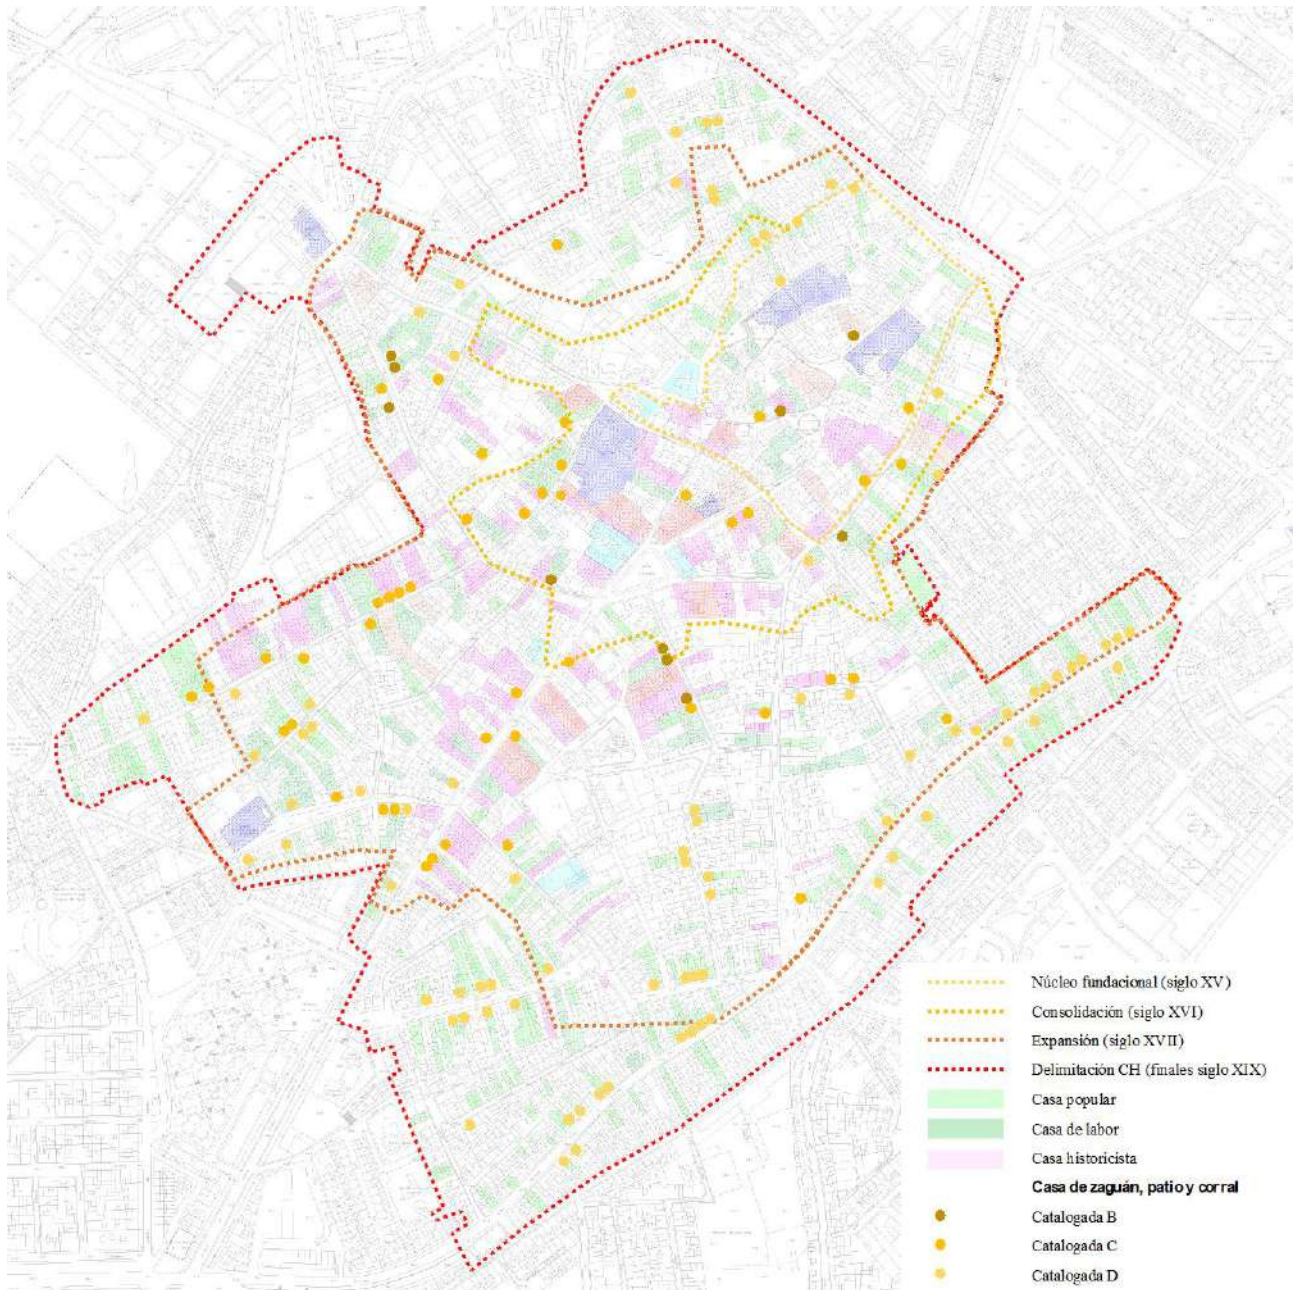 Núcleo fundacional (siglo XV)
Consolidación (siglo XVI)
Expansión (siglo XVII)
Delimitación CH (finales siglo XIX)
Casa popular
Casa de labor
Casa historicista
Casa de zaguán, patio y corral
Catalogada B
Catalogada C
Catalogada D